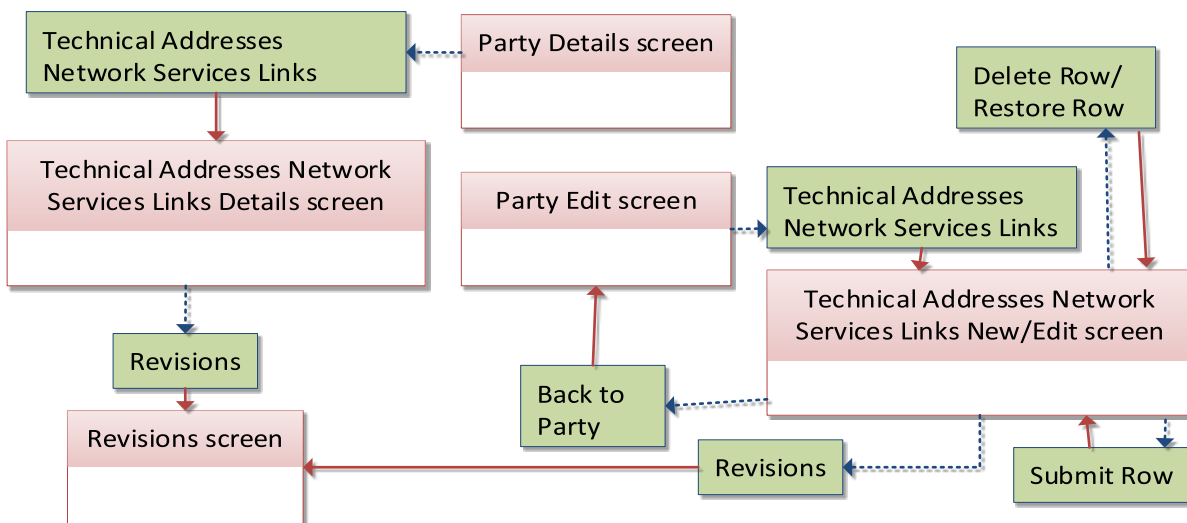 Technical Addresses
Network Services Links
Party Details screen
Delete Row/
Restore Row
Technical Addresses Network
Services Links Details screen
Party Edit screen
Technical Addresses
Network Services Links
Technical Addresses Network
Services Links New/Edit screen
Revisions
Back to
Party
Revisions screen
Revisions
Submit Row